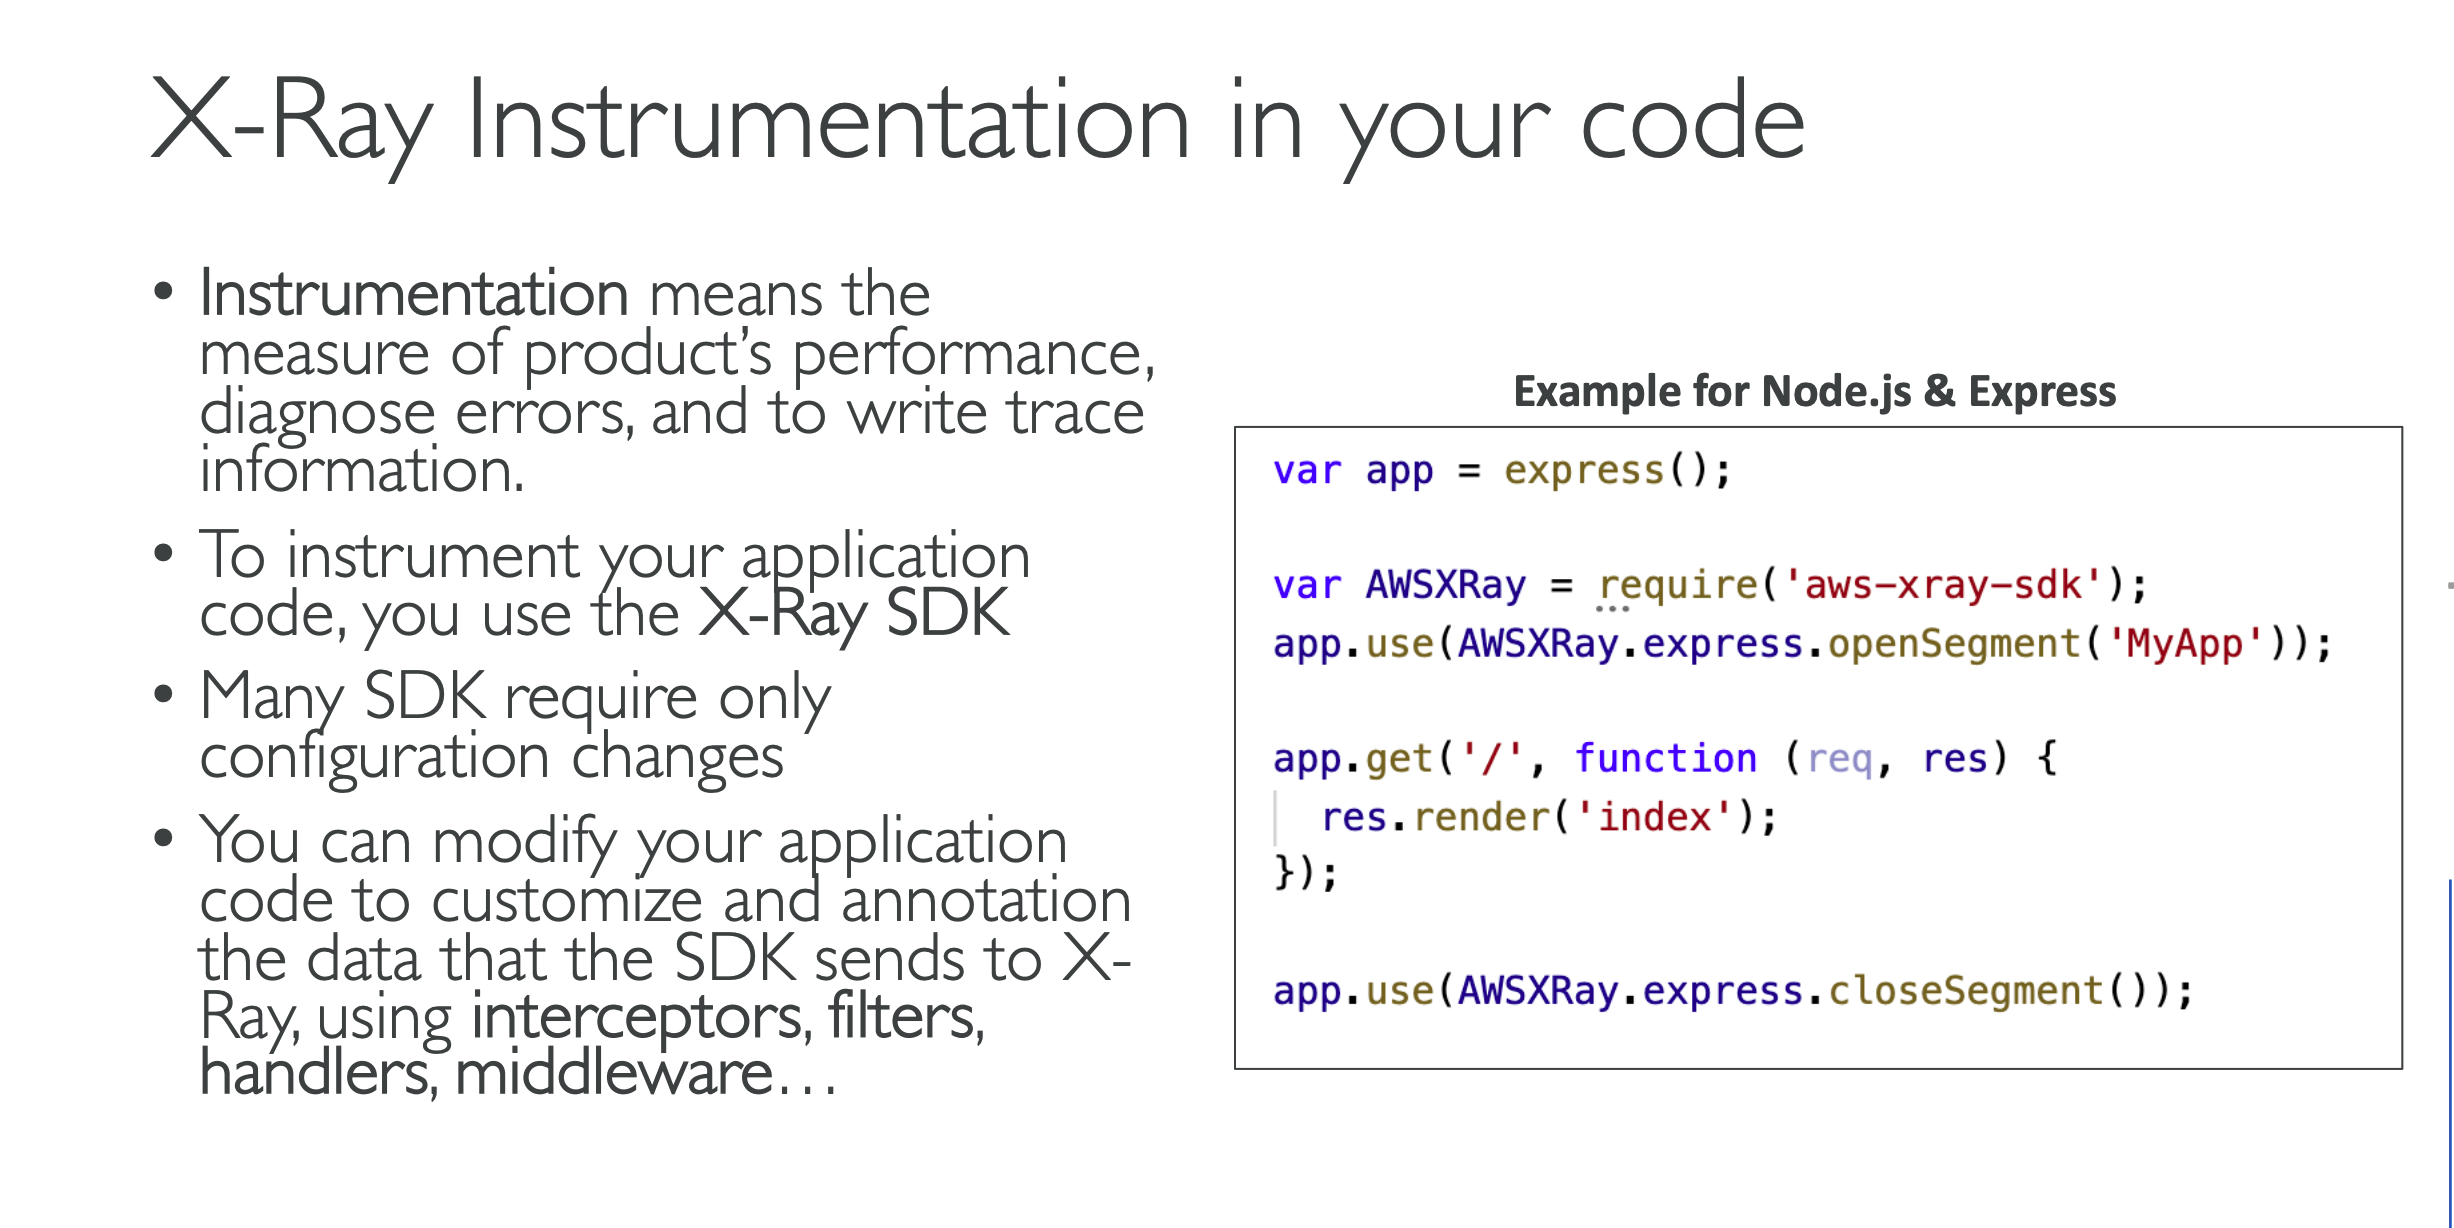 X-Ray Instrumentation in your code
• Instrumentation means the
measure of product’s performance,
diagnose errors, and to write trace
information.
• To instrument your application
code, you use the X-Ray SDK
• Many SDK require only
configuration changes
• You can modify your application
code to customize and annotation
the data that the SDK sends to X-
Ray, using interceptors, filters,
handlers, middleware…
Example for Node.js & Express
var app = express();
var AWSXRay = require('aws-xray-sdk');
app.use(AWSXRay.express.openSegment('MyApp'));
app.get('/', function (req, res) {
  res.render('index');
});
app.use(AWSXRay.express.closeSegment());